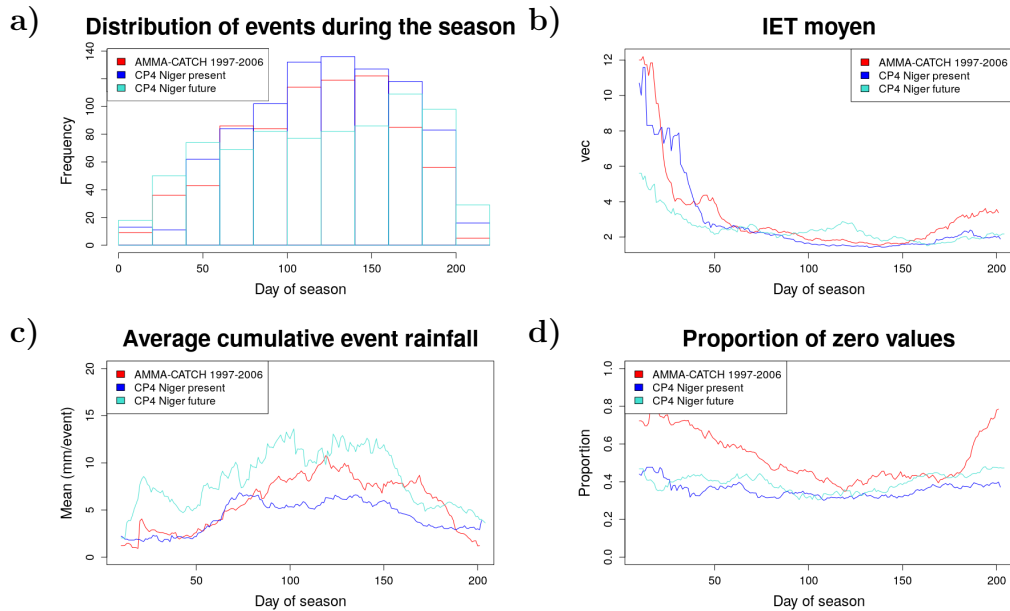 a)
Distribution of events during the season
AMMA-CATCH 1997-2006
CP4 Niger present
CP4 Niger future
Frequency
0 20 40 60 80 100 140
0 50 100 150 200
Day of season
b)
IET moyen
AMMA-CATCH 1997-2006
CP4 Niger present
CP4 Niger future
vec
2 4 6 8 10 12
50 100 150 200
Day of season
c)
Average cumulative event rainfall
AMMA-CATCH 1997-2006
CP4 Niger present
CP4 Niger future
Mean (mm/event)
0 5 10 15 20
50 100 150 200
Day of season
d)
Proportion of zero values
AMMA-CATCH 1997-2006
CP4 Niger present
CP4 Niger future
Proportion
0.0 0.2 0.4 0.6 0.8 1.0
50 100 150 200
Day of season